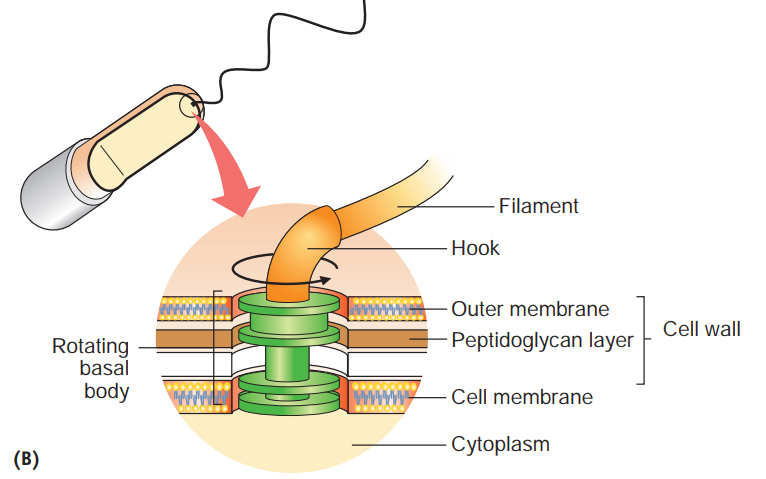 Filament
Hook
Outer membrane
Peptidoglycan layer
Cell wall
Rotating
basal
body
Cell membrane
Cytoplasm
(B)